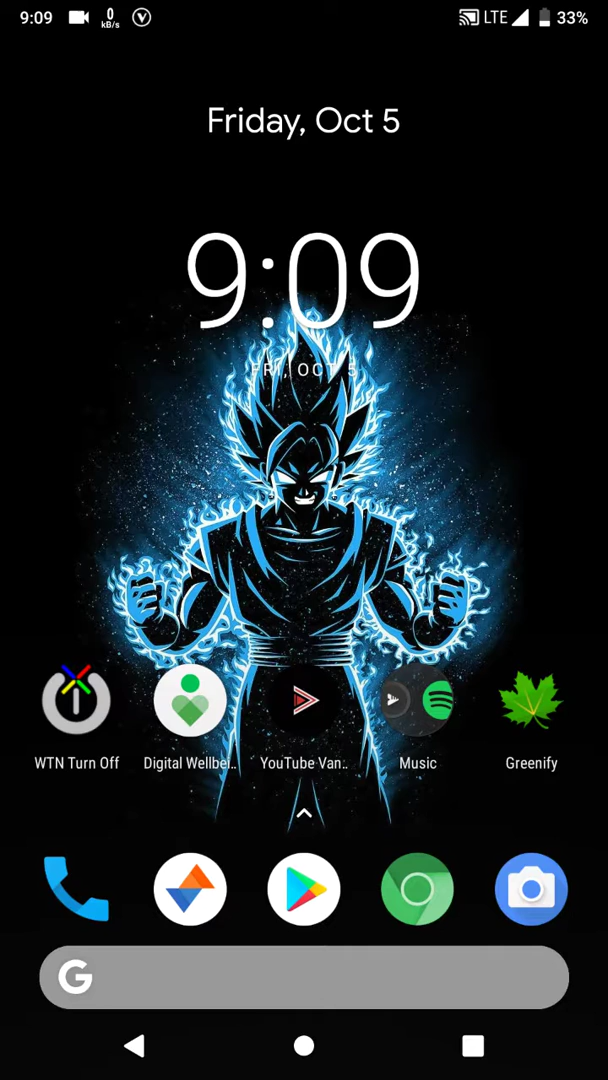 9:09 0 kB/s V LTE 33%
Friday, Oct 5
9:09
FRI, OCT 5
WTN Turn Off Digital Wellbei.. YouTube Van.. Music Greenify
G